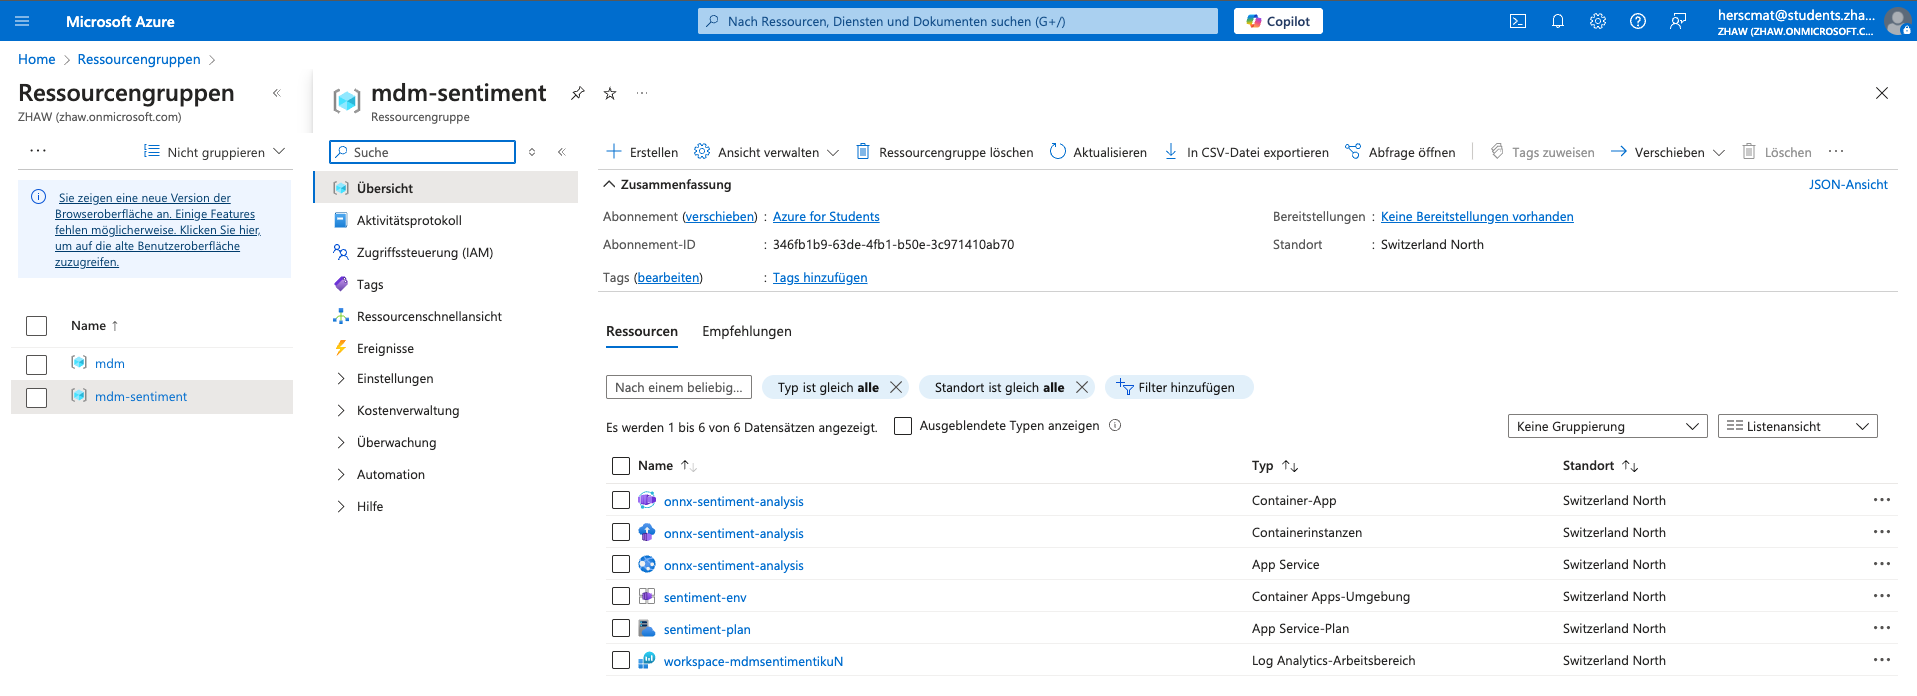 Microsoft Azure
Nach Ressourcen, Diensten und Dokumenten suchen (G+/)
Copilot
herscmat@students.zha...
ZHAW (ZHAW.ONMICROSOFT.C...
Home
Ressourcengruppen
Ressourcengruppen
ZHAW (zhaw.onmicrosoft.com)
Nicht gruppieren
Sie zeigen eine neue Version der
Browseroberfläche an. Einige Features
fehlen möglicherweise. Klicken Sie hier,
um auf die alte Benutzeroberfläche
zuzugreifen.
Name ↑
mdm
mdm-sentiment
mdm-sentiment
Ressourcengruppe
Suche
Übersicht
Aktivitätsprotokoll
Zugriffssteuerung (IAM)
Tags
Ressourcenschnellansicht
Ereignisse
Einstellungen
Kostenverwaltung
Überwachung
Automation
Hilfe
Erstellen Ansicht verwalten Ressourcengruppe löschen Aktualisieren In CSV-Datei exportieren Abfrage öffnen Tags zuweisen Verschieben Löschen
Zusammenfassung JSON-Ansicht
Abonnement (verschieben) : Azure for Students
Abonnement-ID : 346fb1b9-63de-4fb1-b50e-3c971410ab70
Tags (bearbeiten) : Tags hinzufügen
Bereitstellungen : Keine Bereitstellungen vorhanden
Standort : Switzerland North
Ressourcen Empfehlungen
Nach einem beliebig... Typ ist gleich alle Standort ist gleich alle Filter hinzufügen
Es werden 1 bis 6 von 6 Datensätzen angezeigt. Ausgeblendete Typen anzeigen Keine Gruppierung Listenansicht
Name ↑↓ Typ ↑↓ Standort ↑↓
onnx-sentiment-analysis Container-App Switzerland North
onnx-sentiment-analysis Containerinstanzen Switzerland North
onnx-sentiment-analysis App Service Switzerland North
sentiment-env Container Apps-Umgebung Switzerland North
sentiment-plan App Service-Plan Switzerland North
workspace-mdmsentimentikuN Log Analytics-Arbeitsbereich Switzerland North